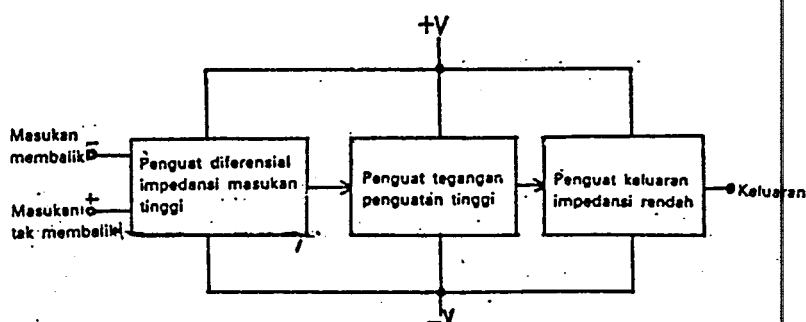 +V
Masukan
membalik
−
Penguat diferensial
impedansi masukan
tinggi
Penguat tegangan
penguatan tinggi
Penguat keluaran
impedansi rendah
Keluaran
+
Masukan
tak membalik
−V